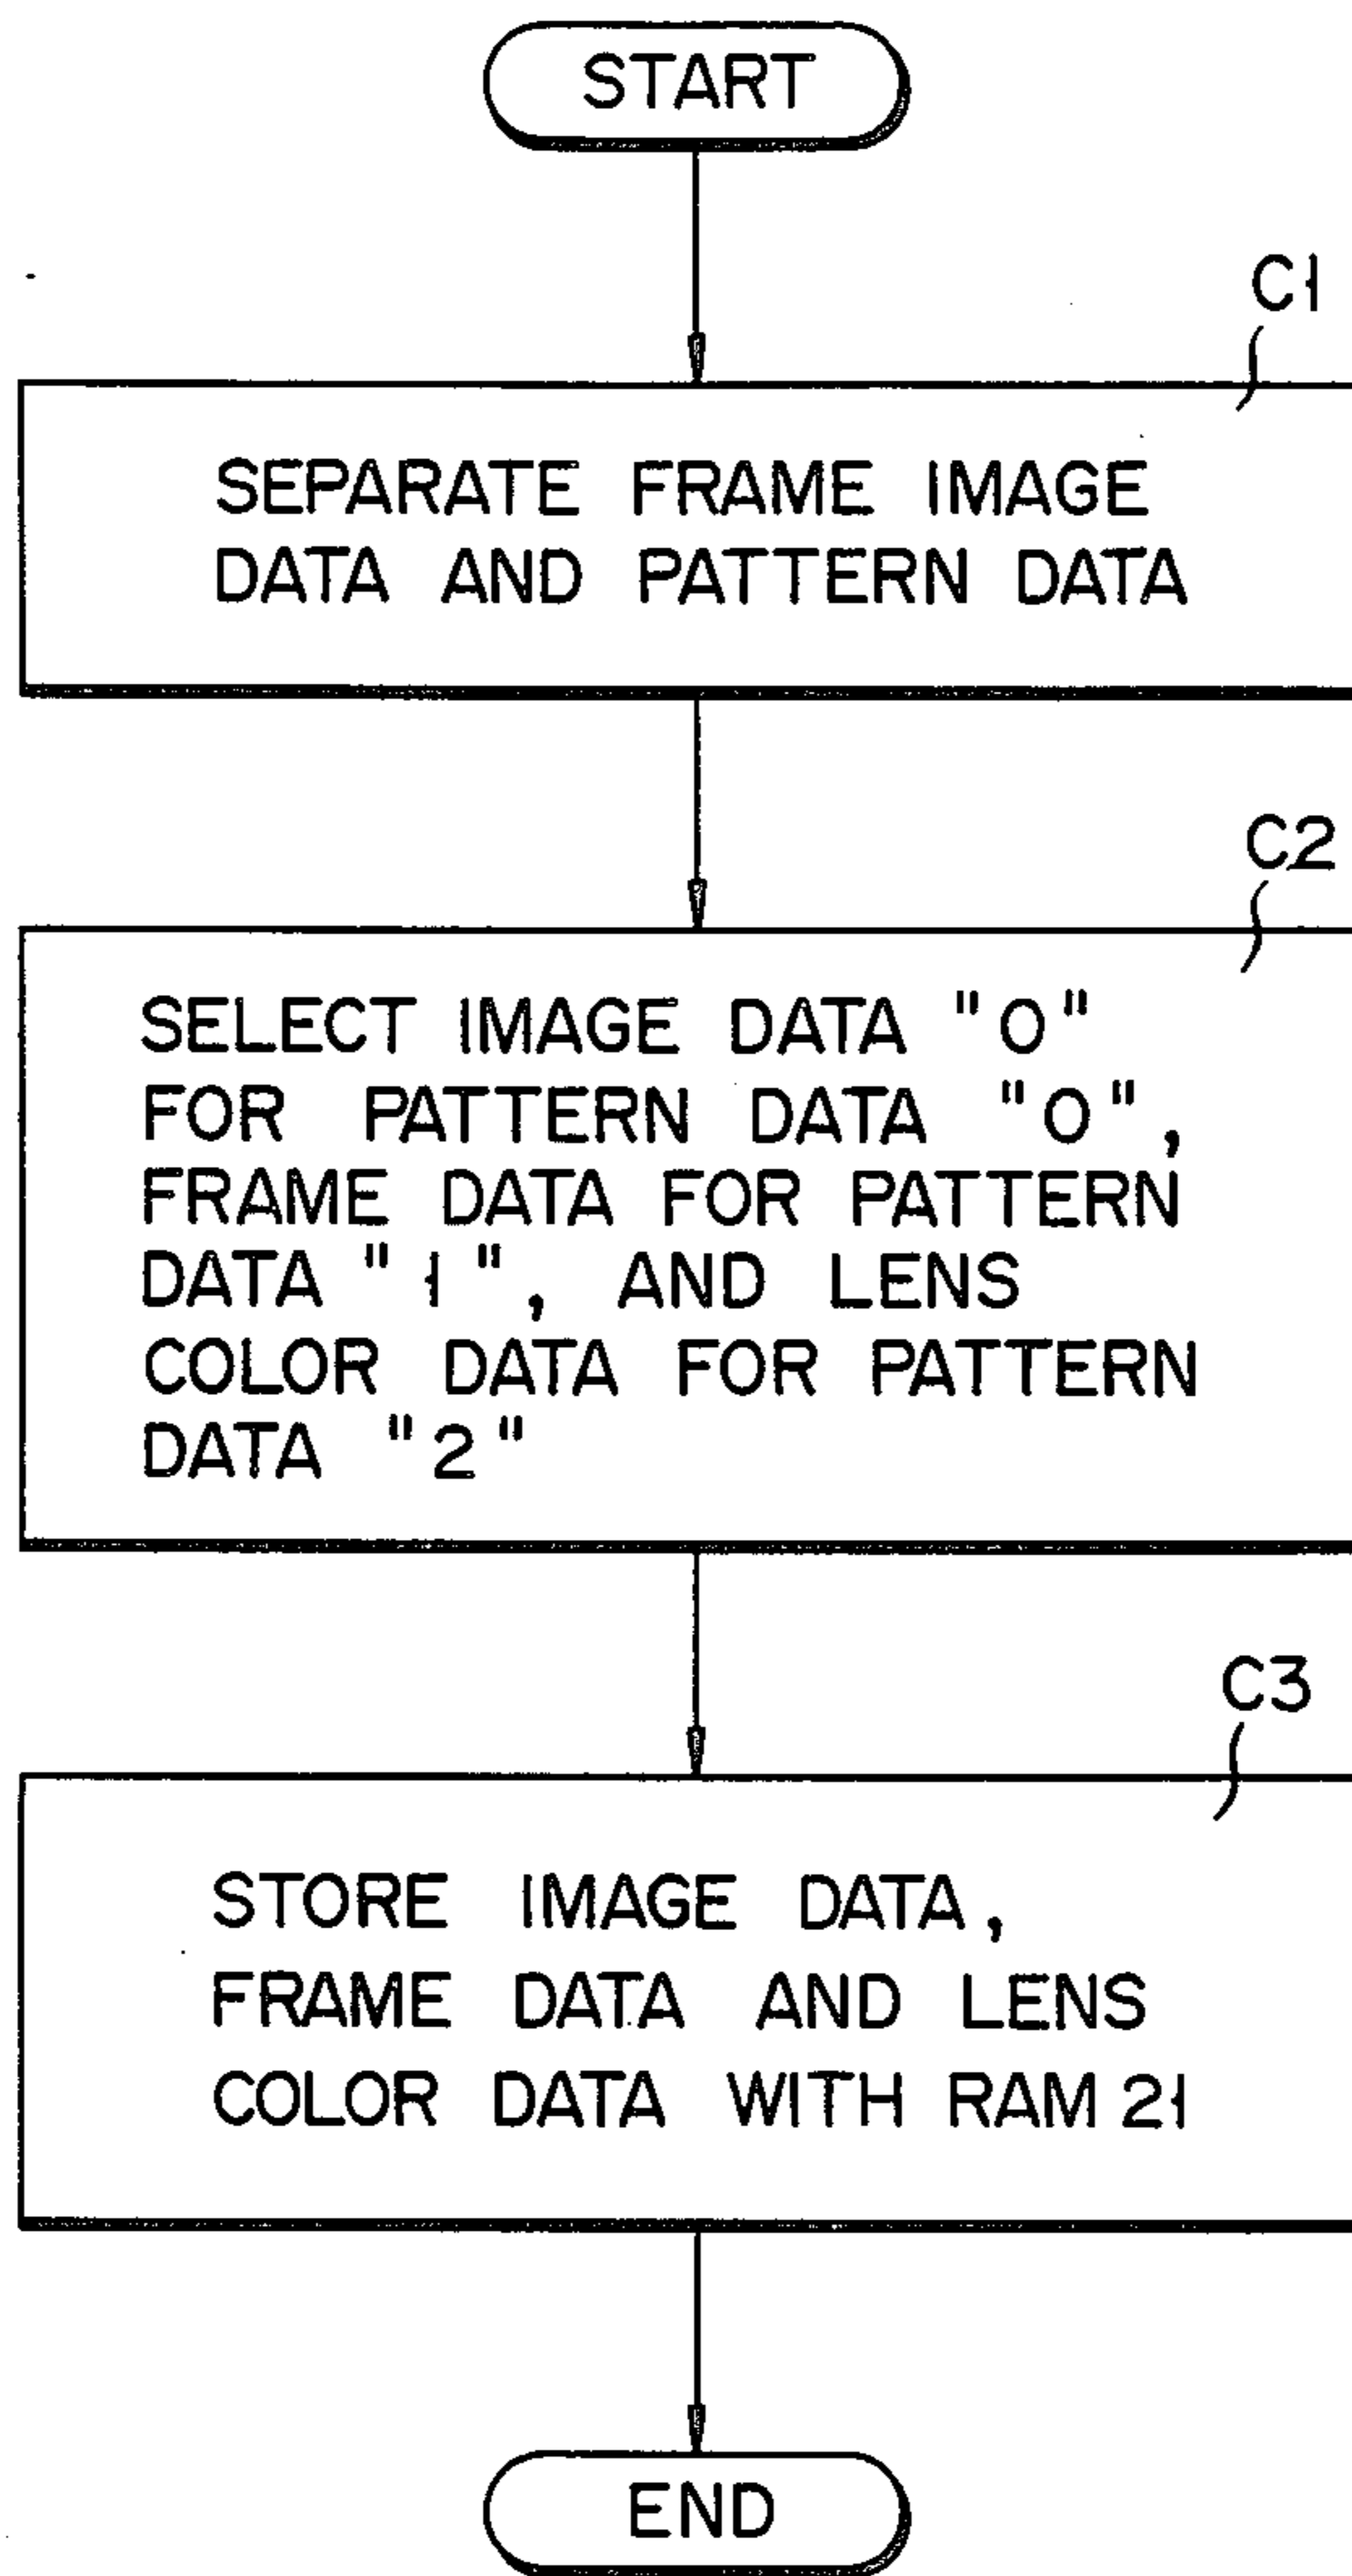 START
C1
SEPARATE FRAME IMAGE
DATA AND PATTERN DATA
C2
SELECT IMAGE DATA "0"
FOR PATTERN DATA "0",
FRAME DATA FOR PATTERN
DATA "1", AND LENS
COLOR DATA FOR PATTERN
DATA "2"
C3
STORE IMAGE DATA,
FRAME DATA AND LENS
COLOR DATA WITH RAM 21
END